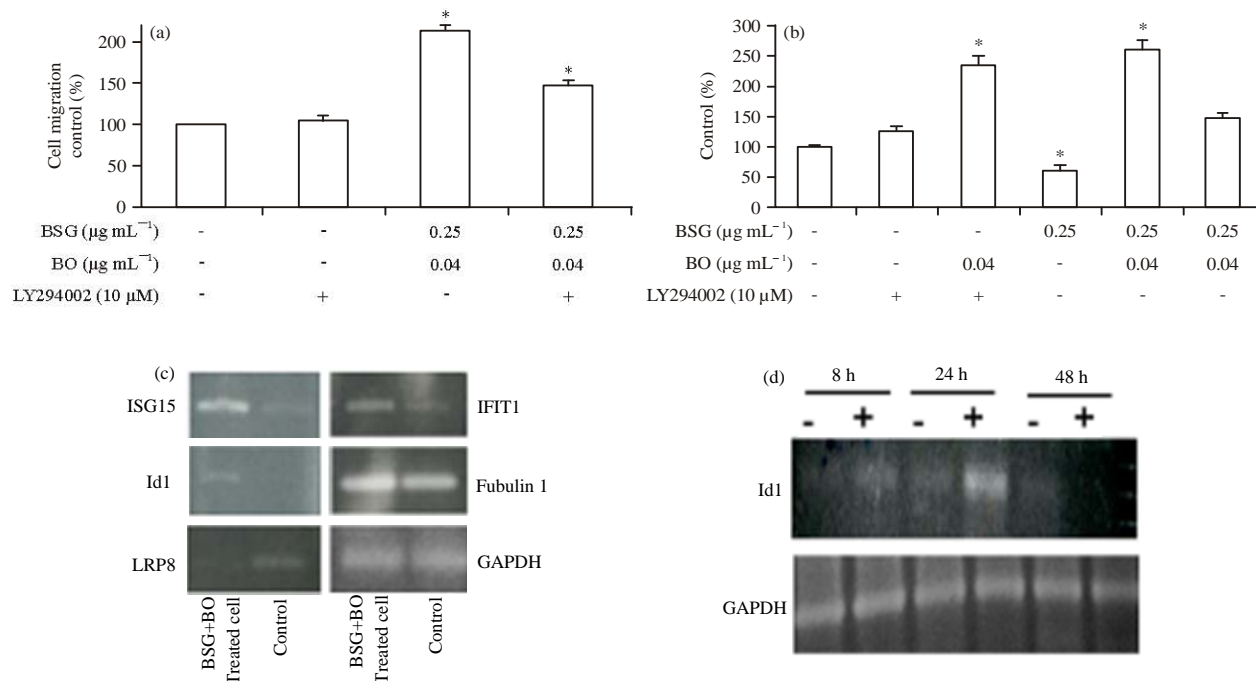 (a)
Cell migration
control (%)
200
150
100
50
0
*
*
BSG (µg mL⁻¹) - - 0.25 0.25
BO (µg mL⁻¹) - - 0.04 0.04
LY294002 (10 µM) - + - +
(b)
Control (%)
300
250
200
150
100
50
0
*
*
*
BSG (µg mL⁻¹) - - - 0.25 0.25 0.25
BO (µg mL⁻¹) - - 0.04 - 0.04 0.04
LY294002 (10 µM) - + + - - -
(c)
ISG15
IFIT1
Id1
Fubulin 1
LRP8
GAPDH
BSG+BO
Treated cell
Control
BSG+BO
Treated cell
Control
(d)
8 h 24 h 48 h
- + - + - +
Id1
GAPDH